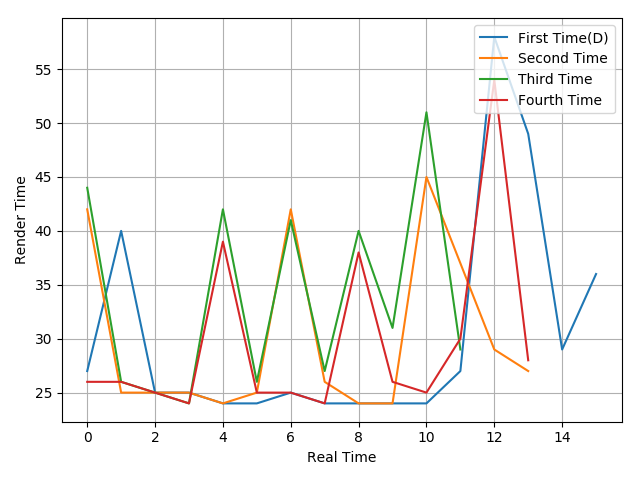 First Time(D)
Second Time
Third Time
Fourth Time
55
50
45
40
35
30
25
Render Time
0 2 4 6 8 10 12 14
Real Time